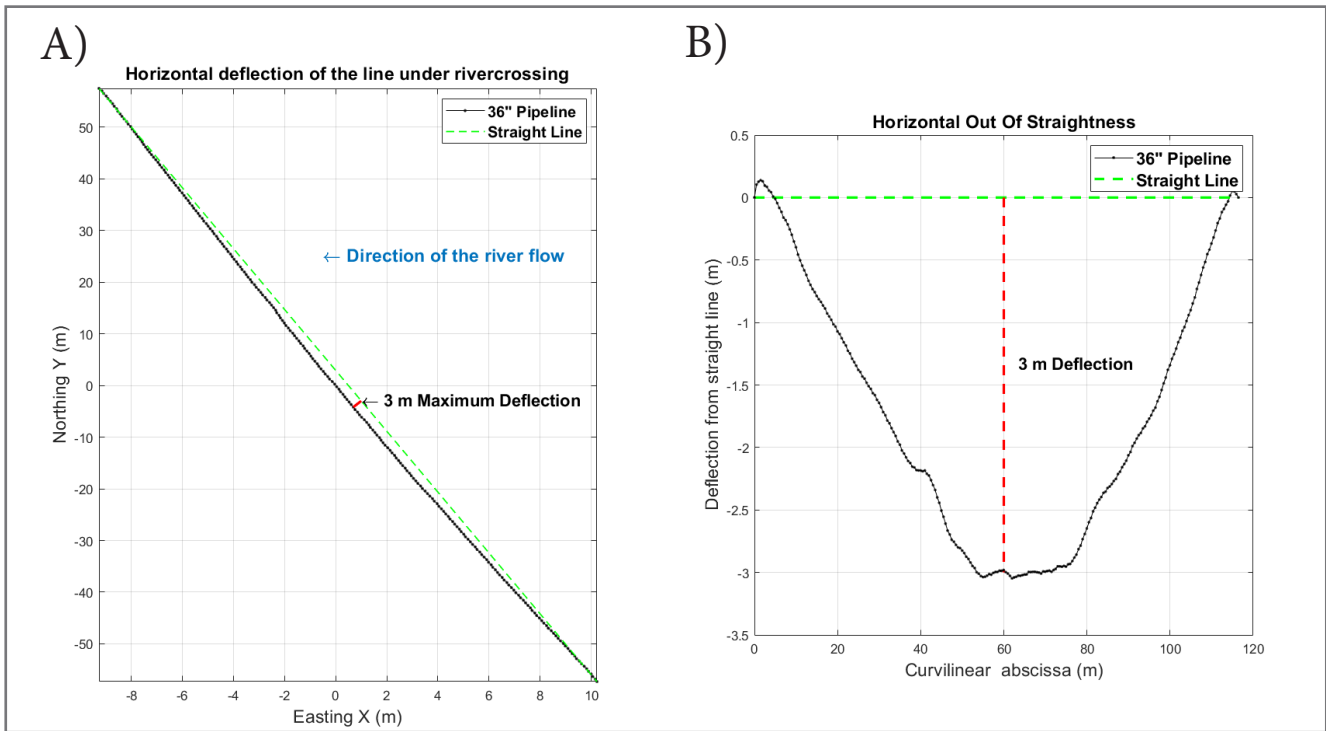 A)
Horizontal deflection of the line under rivercrossing
36" Pipeline
Straight Line
← Direction of the river flow
← 3 m Maximum Deflection
Northing Y (m)
50
40
30
20
10
0
-10
-20
-30
-40
-50
-8
-6
-4
-2
0
2
4
6
8
10
Easting X (m)
B)
Horizontal Out Of Straightness
36" Pipeline
Straight Line
3 m Deflection
Deflection from straight line (m)
0.5
0
-0.5
-1
-1.5
-2
-2.5
-3
-3.5
0
20
40
60
80
100
120
Curvilinear abscissa (m)